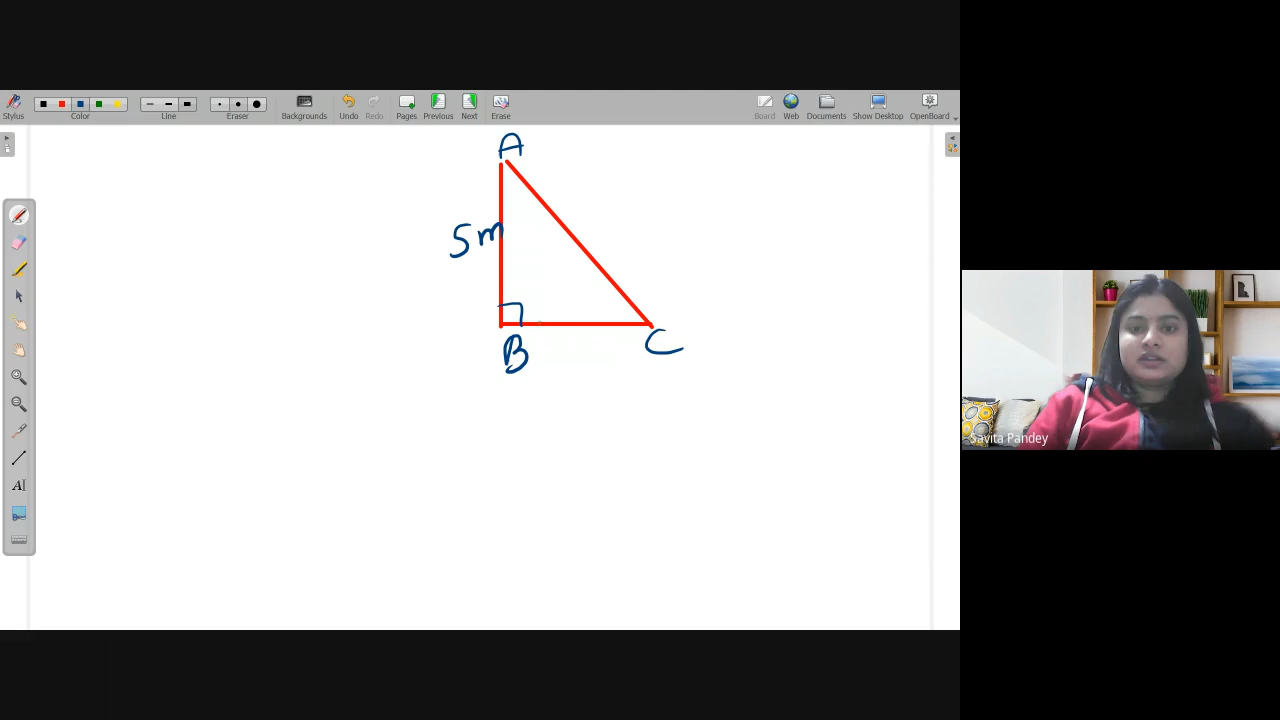 Stylus
Color
Line
Eraser
Backgrounds
Undo
Redo
Pages
Previous
Next
Erase
Board
Web
Documents
Show Desktop
OpenBoard
A
5m
B
C
AI
Savita Pandey